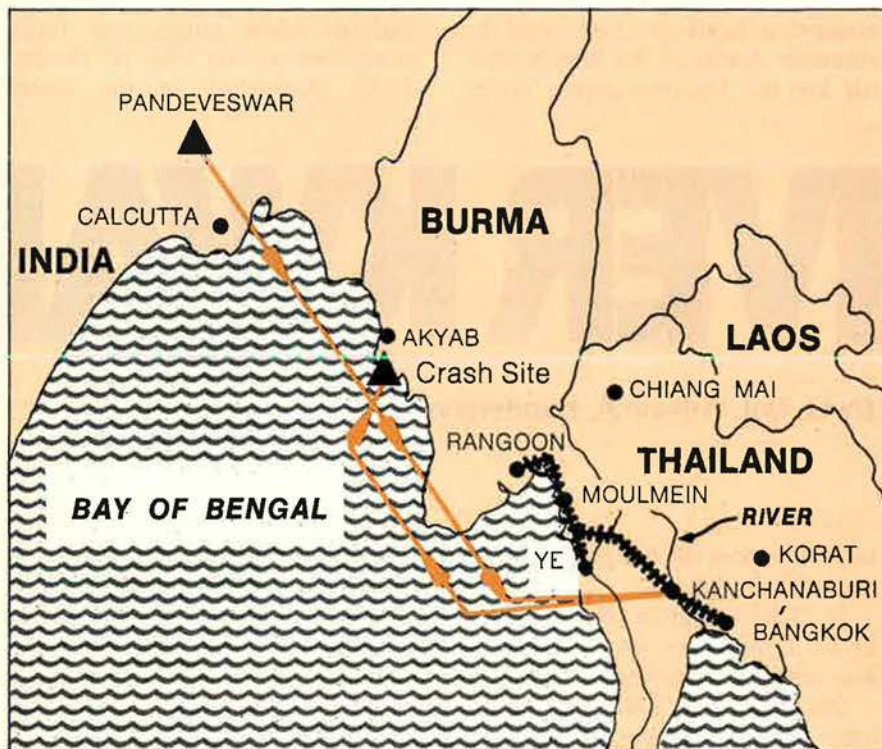 PANDEVESWAR
CALCUTTA
INDIA
BURMA
AKYAB
Crash Site
LAOS
CHIANG MAI
RANGOON
THAILAND
MOULMEIN
BAY OF BENGAL
RIVER
YE
KORAT
KANCHANABURI
BANGKOK